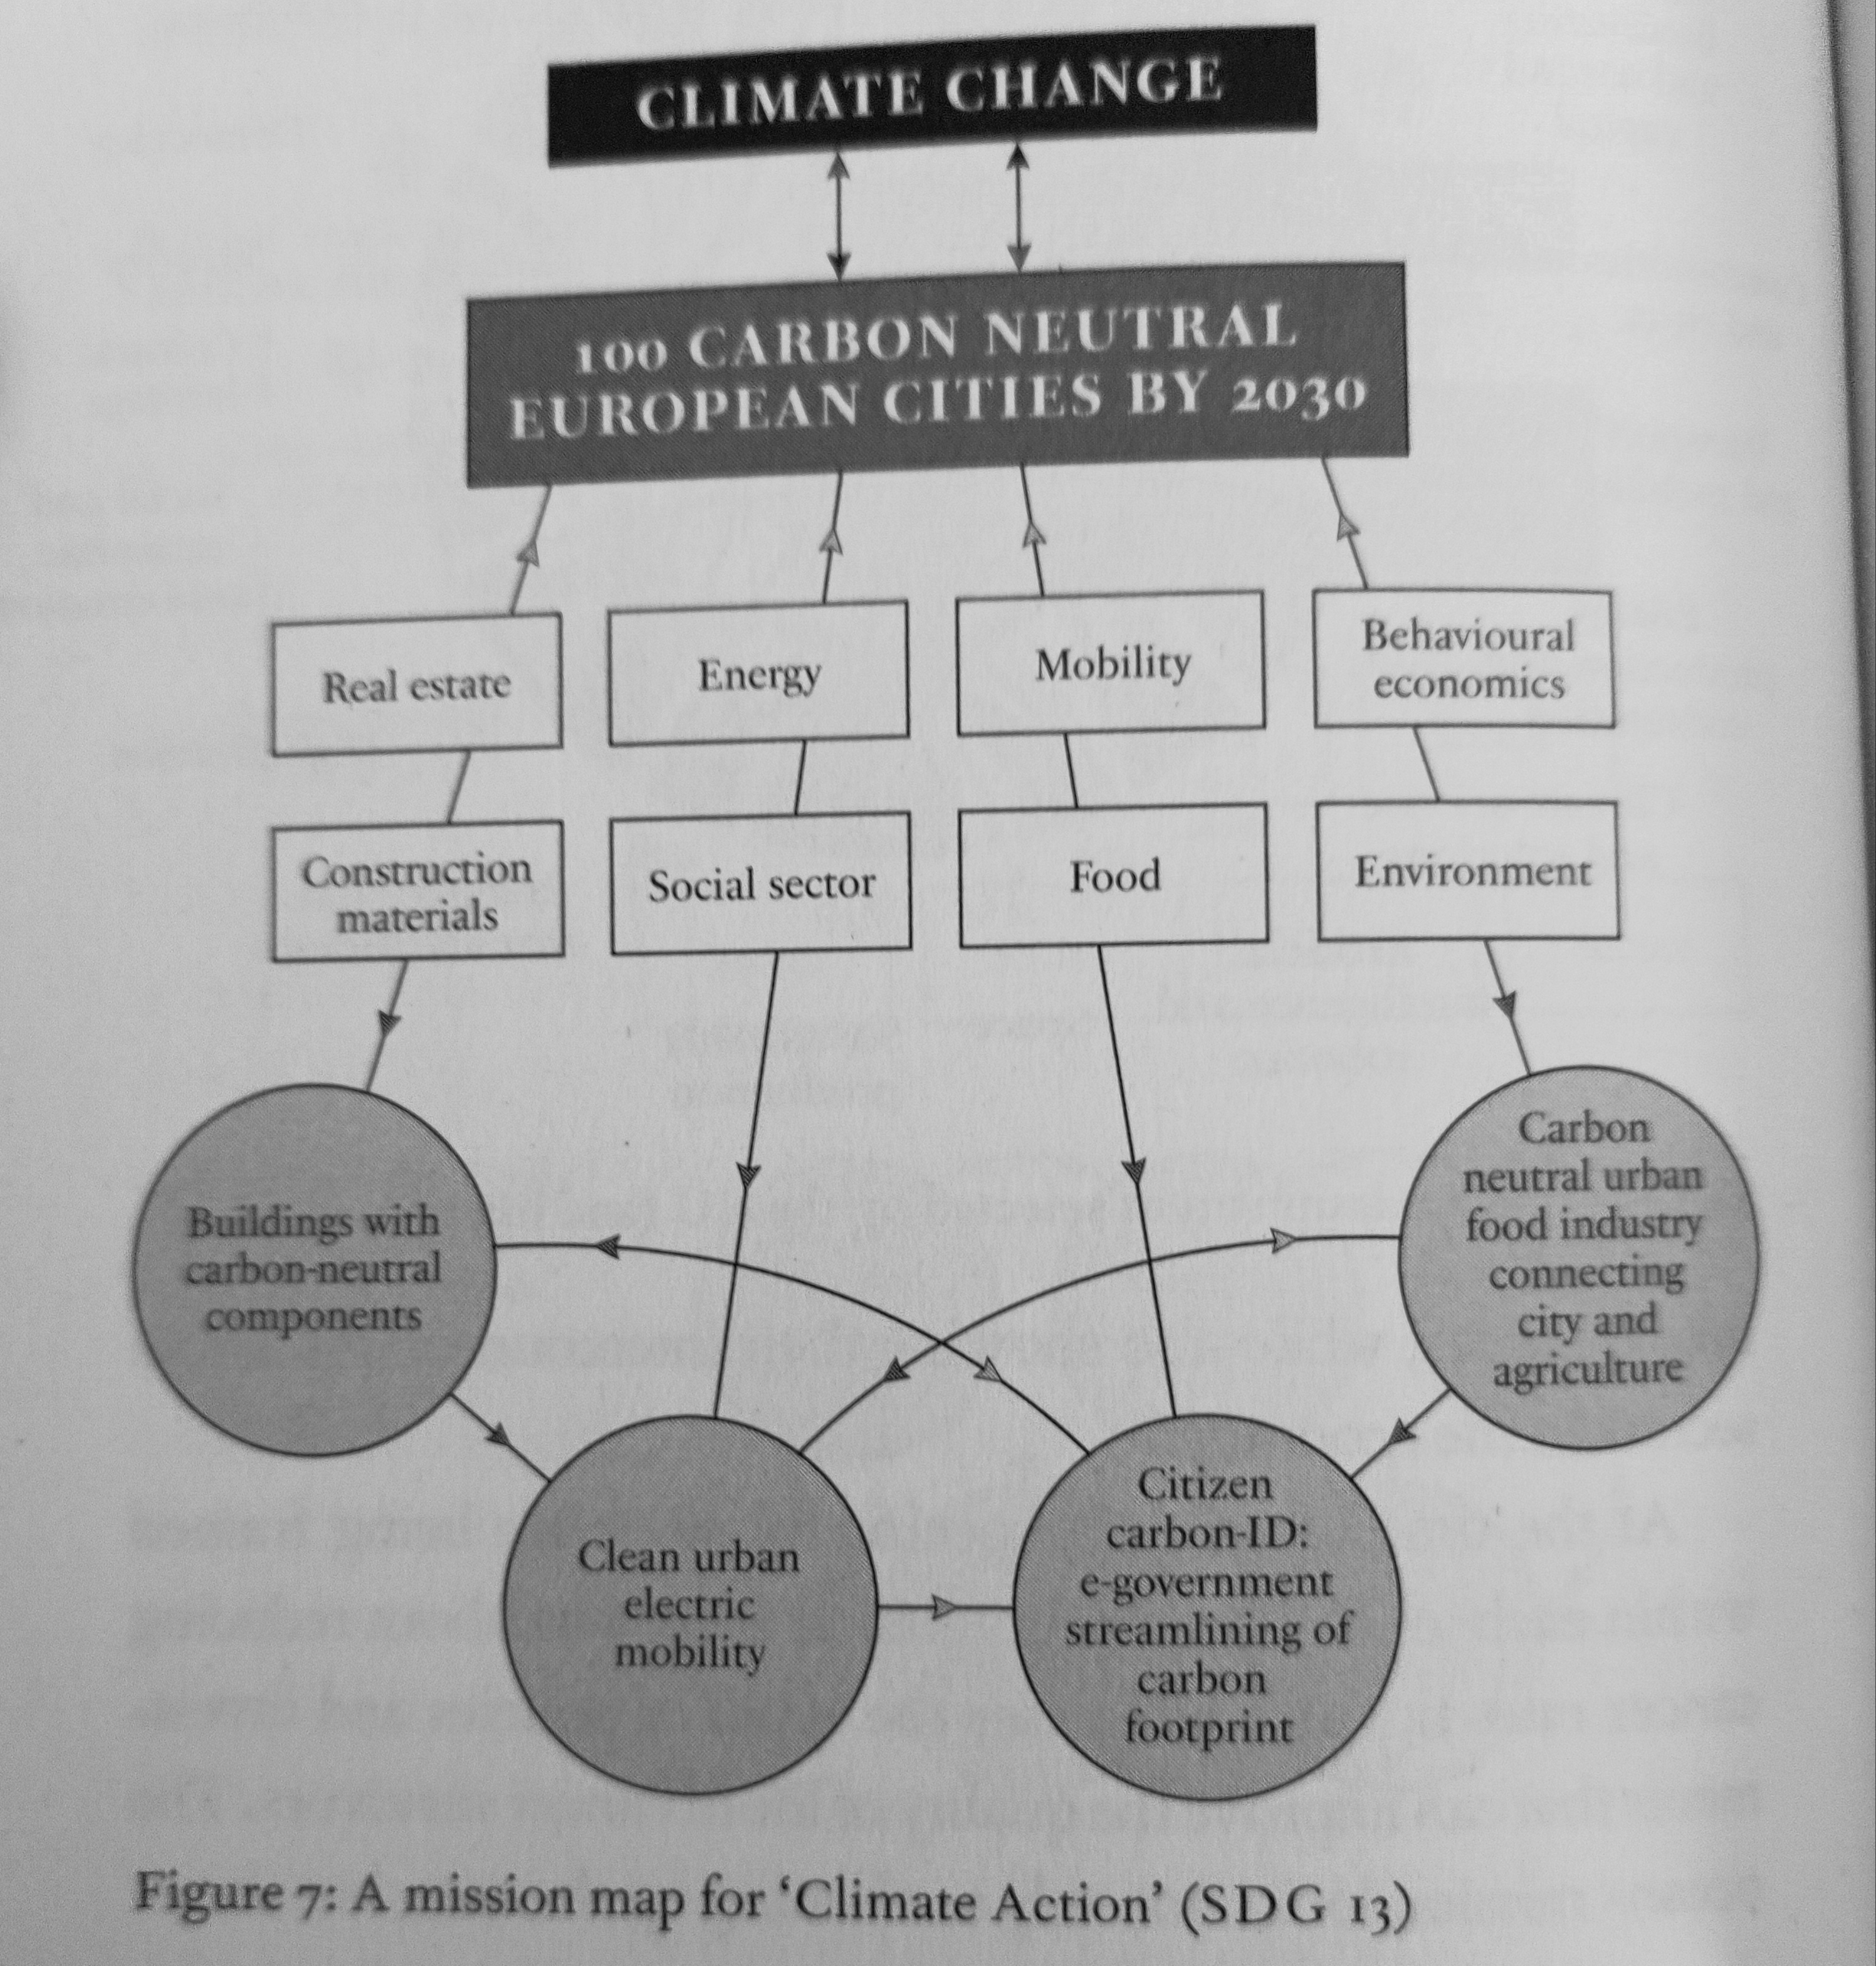 CLIMATE CHANGE
100 CARBON NEUTRAL
EUROPEAN CITIES BY 2030
Real estate
Energy
Mobility
Behavioural
economics
Construction
materials
Social sector
Food
Environment
Buildings with
carbon-neutral
components
Carbon
neutral urban
food industry
connecting
city and
agriculture
Clean urban
electric
mobility
Citizen
carbon-ID:
e-government
streamlining of
carbon
footprint
Figure 7: A mission map for ‘Climate Action’ (SDG 13)